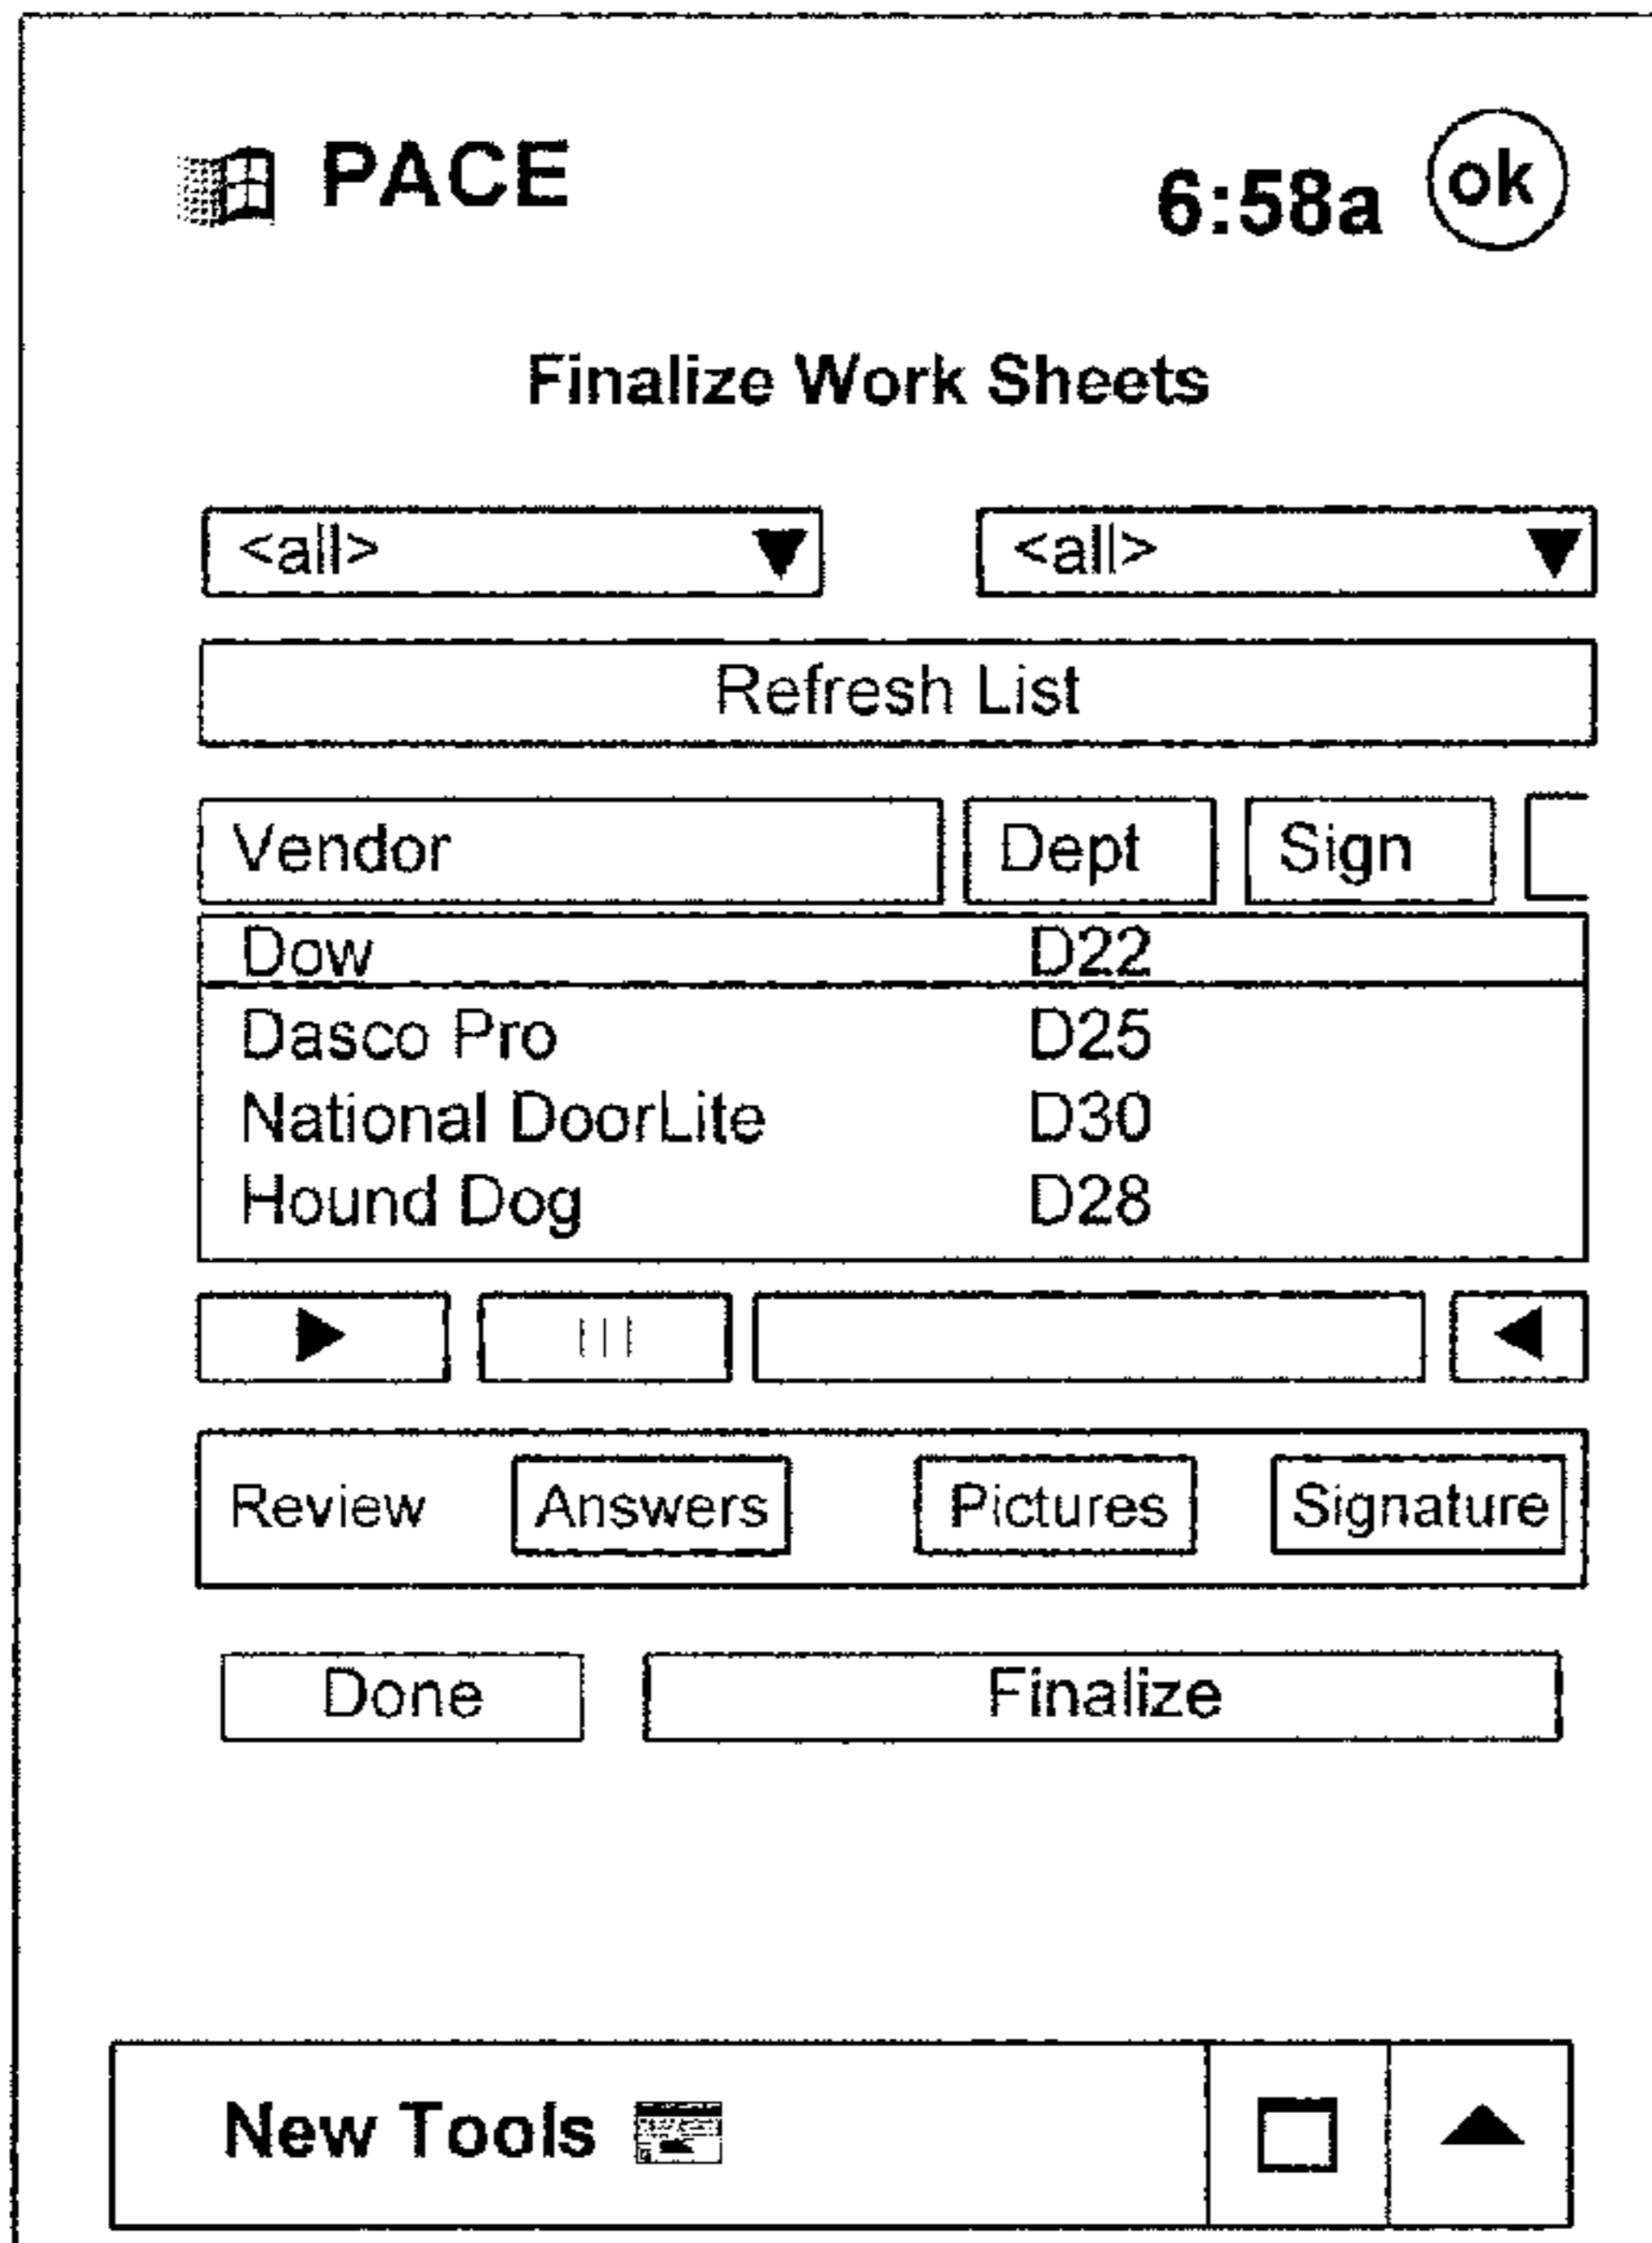 PACE 6:58a ok
Finalize Work Sheets
<all> <all>
Refresh List
Vendor Dept Sign
Dow D22
Dasco Pro D25
National DoorLite D30
Hound Dog D28
Review Answers Pictures Signature
Done Finalize
New Tools